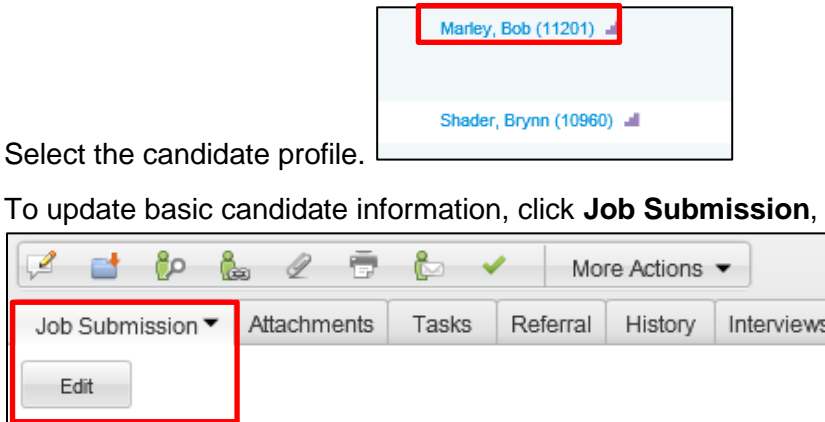 Marley, Bob (11201)
Shader, Brynn (10960)
Select the candidate profile.
To update basic candidate information, click Job Submission,
More Actions
Job Submission Attachments Tasks Referral History Interviews
Edit